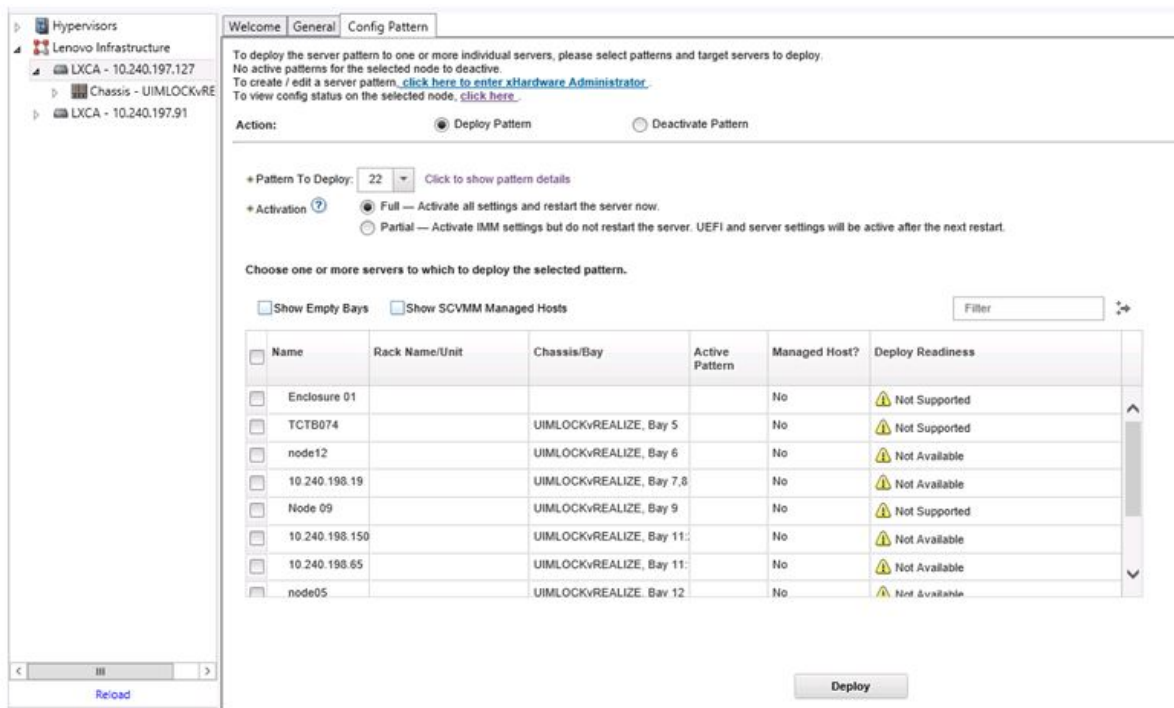 Hypervisors
Lenovo Infrastructure
LXCA - 10.240.197.127
Chassis - UIMLOCKvRE
LXCA - 10.240.197.91
Reload
Welcome General Config Pattern
To deploy the server pattern to one or more individual servers, please select patterns and target servers to deploy.
No active patterns for the selected node to deactive.
To create / edit a server pattern, click here to enter xHardware Administrator .
To view config status on the selected node, click here .
Action: Deploy Pattern Deactivate Pattern
+ Pattern To Deploy: 22 Click to show pattern details
+ Activation ? Full — Activate all settings and restart the server now.
Partial — Activate IMM settings but do not restart the server. UEFI and server settings will be active after the next restart.
Choose one or more servers to which to deploy the selected pattern.
Show Empty Bays Show SCVMM Managed Hosts Filter
Name Rack Name/Unit Chassis/Bay Active Pattern Managed Host? Deploy Readiness
Enclosure 01 No Not Supported
TCTB074 UIMLOCKvREALIZE, Bay 5 No Not Supported
node12 UIMLOCKvREALIZE, Bay 6 No Not Available
10.240.198.19 UIMLOCKvREALIZE, Bay 7,8 No Not Available
Node 09 UIMLOCKvREALIZE, Bay 9 No Not Supported
10.240.198.150 UIMLOCKvREALIZE, Bay 11: No Not Available
10.240.198.65 UIMLOCKvREALIZE, Bay 11: No Not Available
node05 UIMLOCKvREALIZE, Bay 12 No Not Available
Deploy